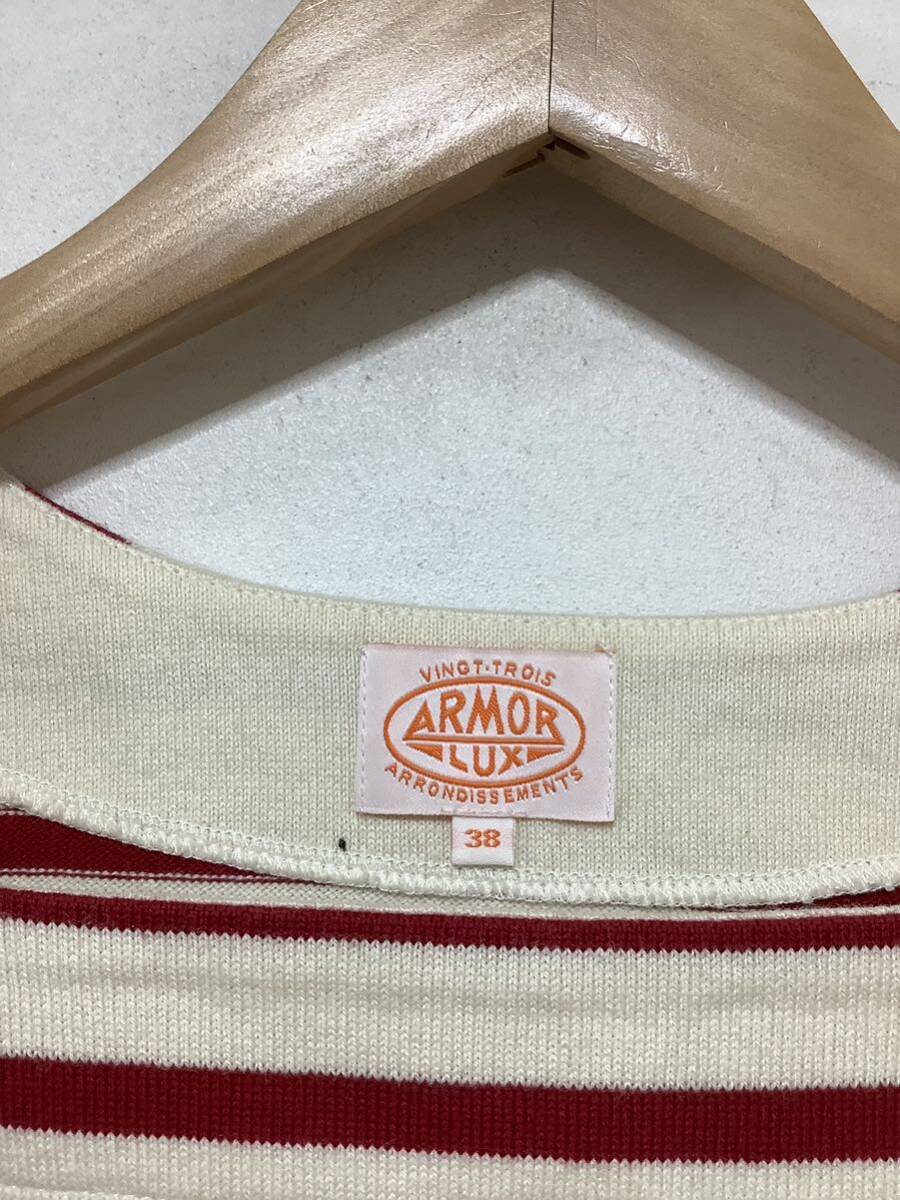 VINGT-TROIS
ARMOR
LUX
ARRONDISSEMENTS
38